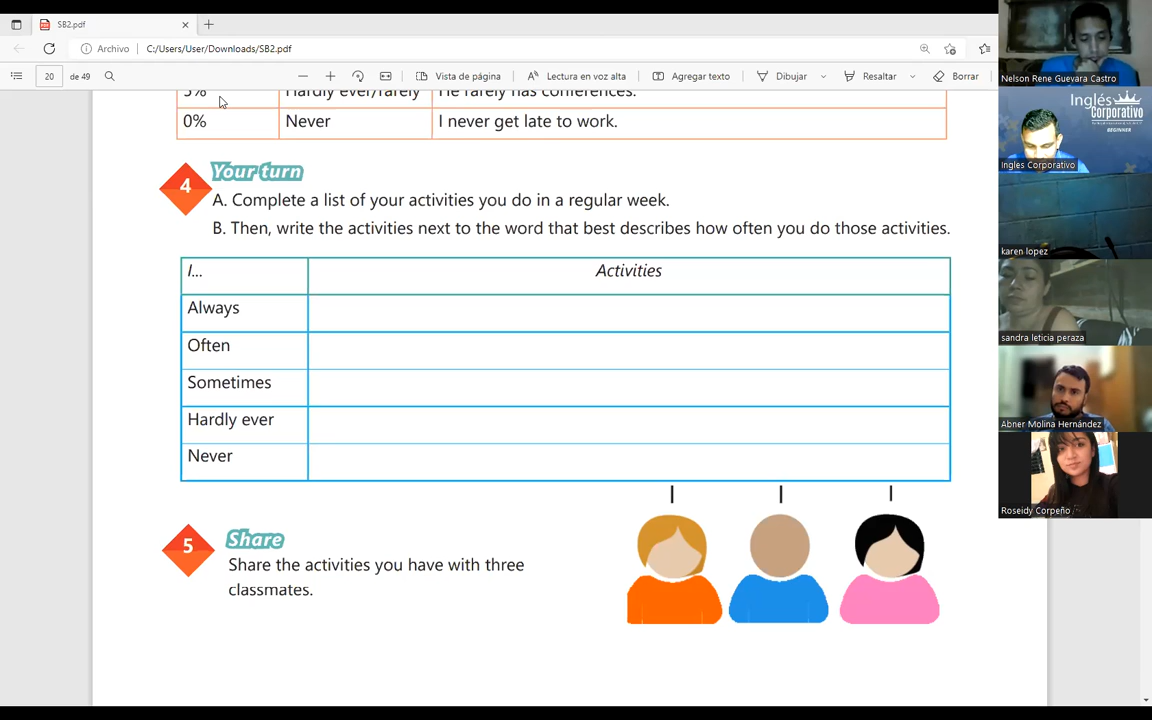 SB2.pdf
Archivo C:/Users/User/Downloads/SB2.pdf
20 de 49 Vista de página Lectura en voz alta Agregar texto Dibujar Resaltar Borrar
5% Hardly ever/rarely He rarely has conferences.
0% Never I never get late to work.
4 Your turn
A. Complete a list of your activities you do in a regular week.
B. Then, write the activities next to the word that best describes how often you do those activities.
I... Activities
Always
Often
Sometimes
Hardly ever
Never
5 Share
Share the activities you have with three
classmates.
Nelson Rene Guevara Castro
Inglés
Corporativo
BEGINNER
Ingles Corporativo
karen lopez
sandra leticia peraza
Abner Molina Hernández
Roseidy Corpeño